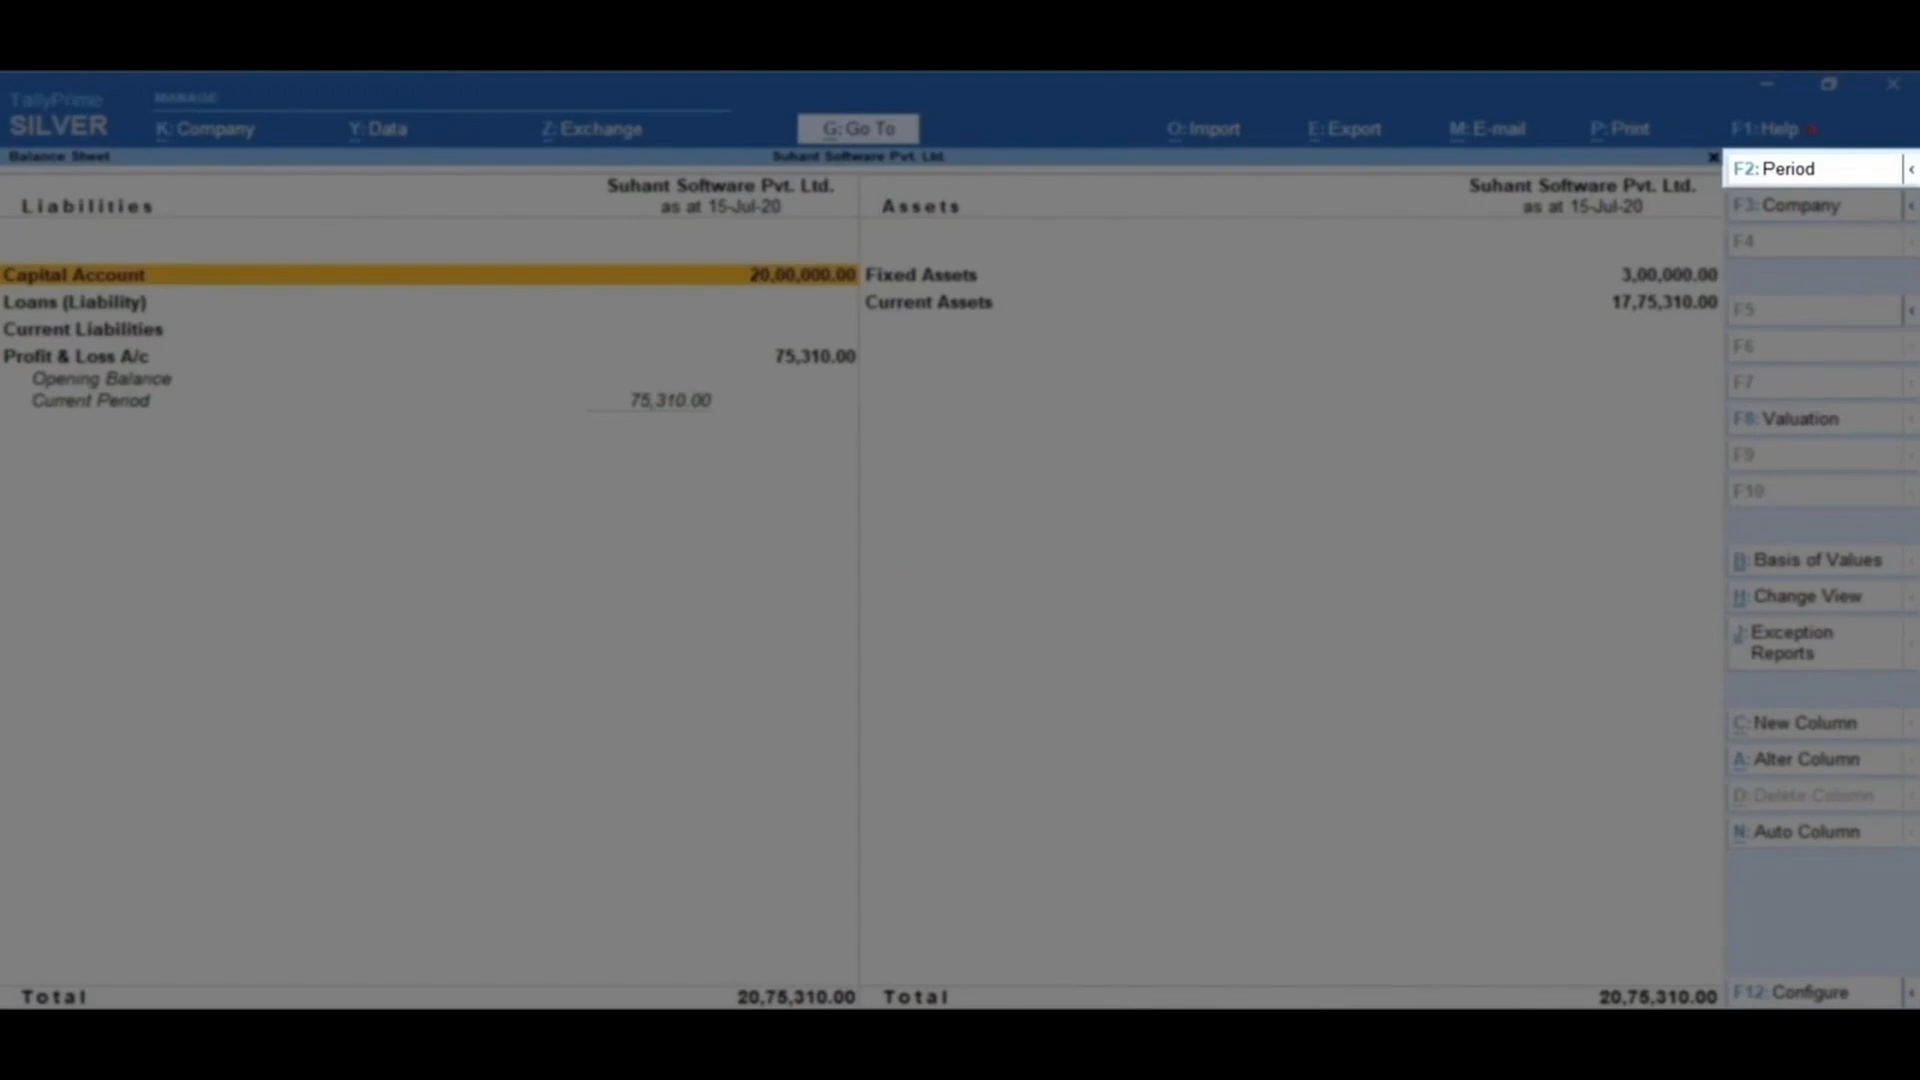 TallyPrime
SILVER
MANAGE
K: Company
Y: Data
Z: Exchange
G: Go To
O: Import
E: Export
M: E-mail
P: Print
F1: Help
Balance Sheet
Suhant Software Pvt. Ltd.
Liabilities
Suhant Software Pvt. Ltd.
as at 15-Jul-20
Assets
Suhant Software Pvt. Ltd.
as at 15-Jul-20
Capital Account 20,00,000.00
Loans (Liability)
Current Liabilities
Profit & Loss A/c 75,310.00
Opening Balance
Current Period 75,310.00
Total 20,75,310.00
Fixed Assets 3,00,000.00
Current Assets 17,75,310.00
Total 20,75,310.00
F2: Period
F3: Company
F4
F5
F6
F7
F8: Valuation
F9
F10
B: Basis of Values
H: Change View
J: Exception
Reports
C: New Column
A: Alter Column
D: Delete Column
N: Auto Column
F12: Configure